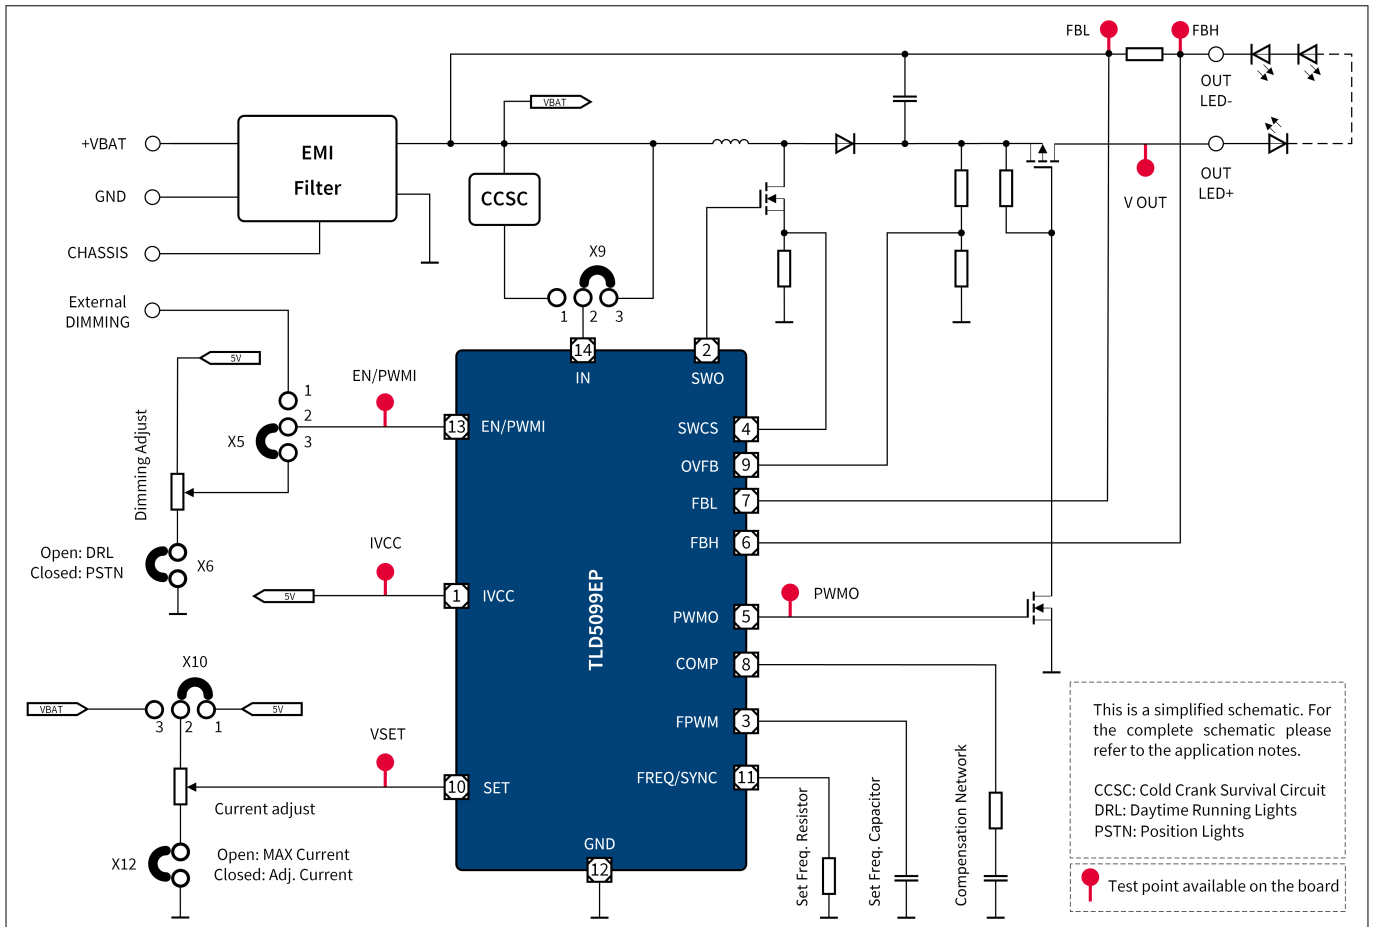 FBL
FBH
OUT
LED-
VBAT
+VBAT
EMI
Filter
GND
CCSC
OUT
LED+
V OUT
CHASSIS
X9
1
2
3
External
DIMMING
5V
14
2
IN
SWO
EN/PWMI
1
2
3
X5
Dimming Adjust
13
EN/PWMI
SWCS
4
OVFB
9
FBL
7
FBH
6
Open: DRL
Closed: PSTN
X6
IVCC
5V
1
IVCC
TLD5099EP
PWMO
5
PWMO
COMP
8
X10
VBAT
5V
3
2
1
FPWM
3
VSET
10
SET
FREQ/SYNC
11
Current adjust
X12
Open: MAX Current
Closed: Adj. Current
GND
12
Set Freq. Resistor
Set Freq. Capacitor
Compensation Network
This is a simplified schematic. For
the complete schematic please
refer to the application notes.
CCSC: Cold Crank Survival Circuit
DRL: Daytime Running Lights
PSTN: Position Lights
Test point available on the board